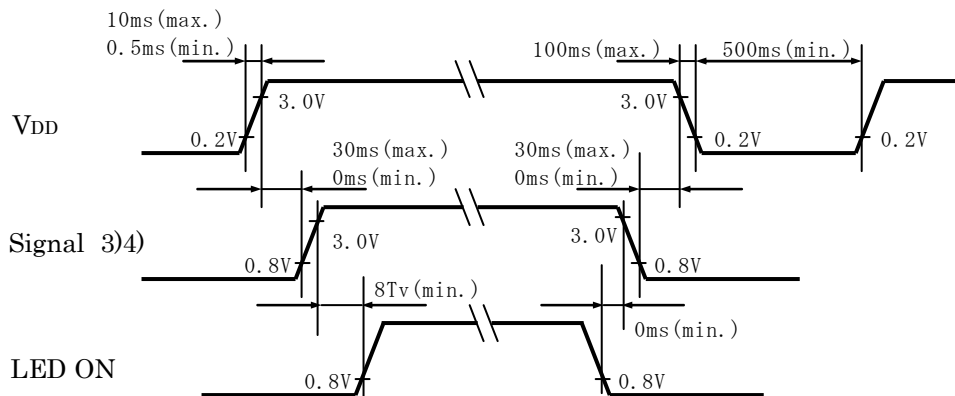 10ms(max.)
0.5ms(min.)
100ms(max.)
500ms(min.)
VDD
3.0V
3.0V
0.2V
0.2V
0.2V
30ms(max.)
0ms(min.)
30ms(max.)
0ms(min.)
Signal 3)4)
3.0V
3.0V
0.8V
0.8V
8Tv(min.)
0ms(min.)
LED ON
0.8V
0.8V